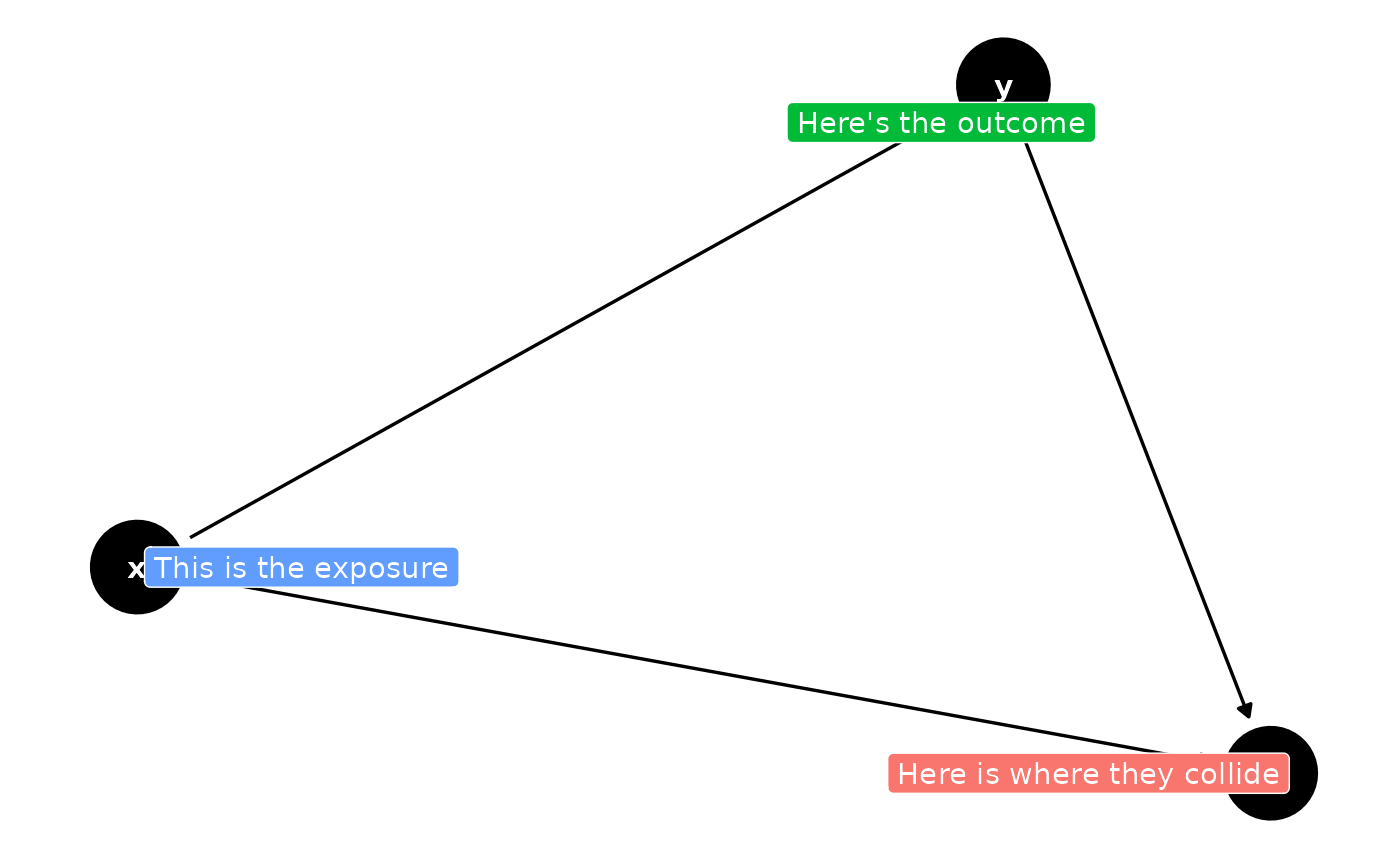 y
Here's the outcome
x
This is the exposure
Here is where they collide